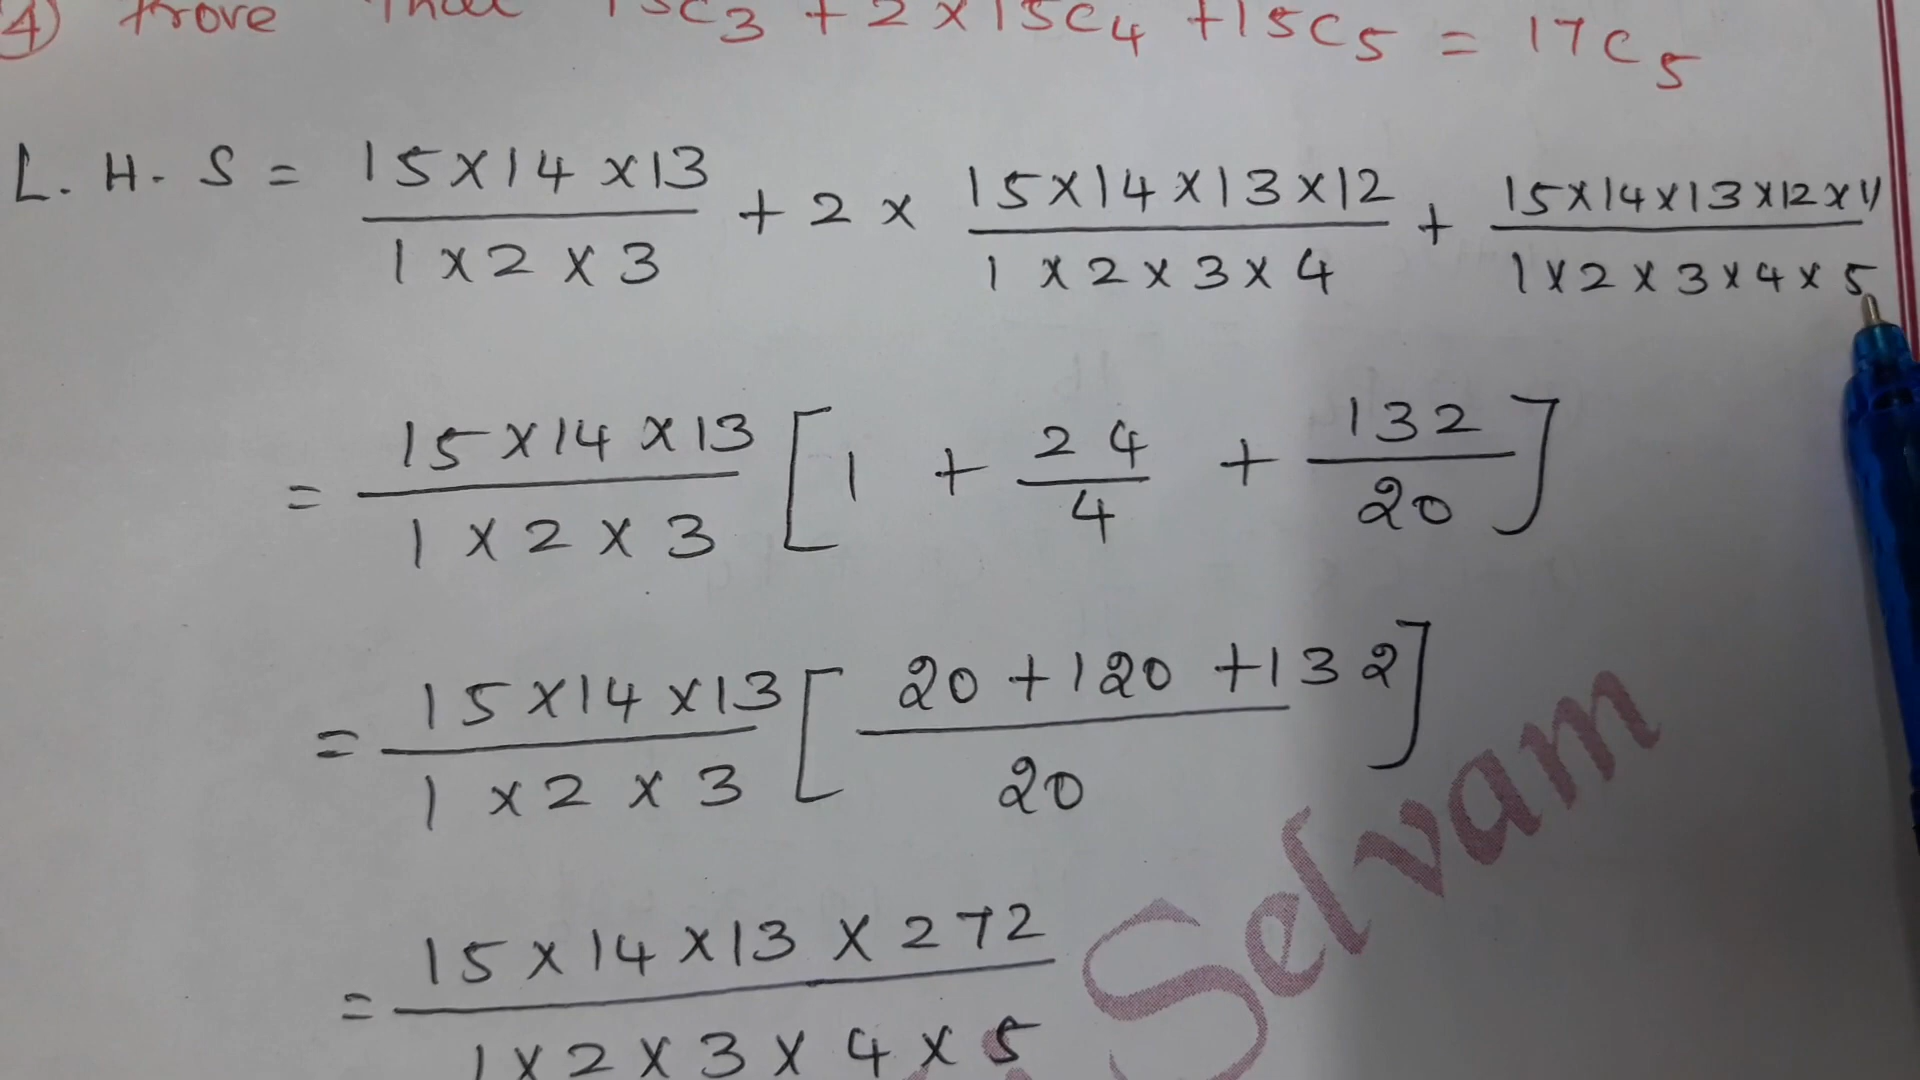 4) Prove that 15C3 + 2 x 15C4 + 15C5 = 17C5
L.H.S = 15x14x13 / 1x2x3 + 2 x 15x14x13x12 / 1x2x3x4 + 15x14x13x12x11 / 1x2x3x4x5
= 15x14x13 / 1x2x3 [1 + 24/4 + 132/20]
= 15x14x13 / 1x2x3 [20+120+132 / 20]
= 15x14x13x272 / 1x2x3x4x5
Selvam